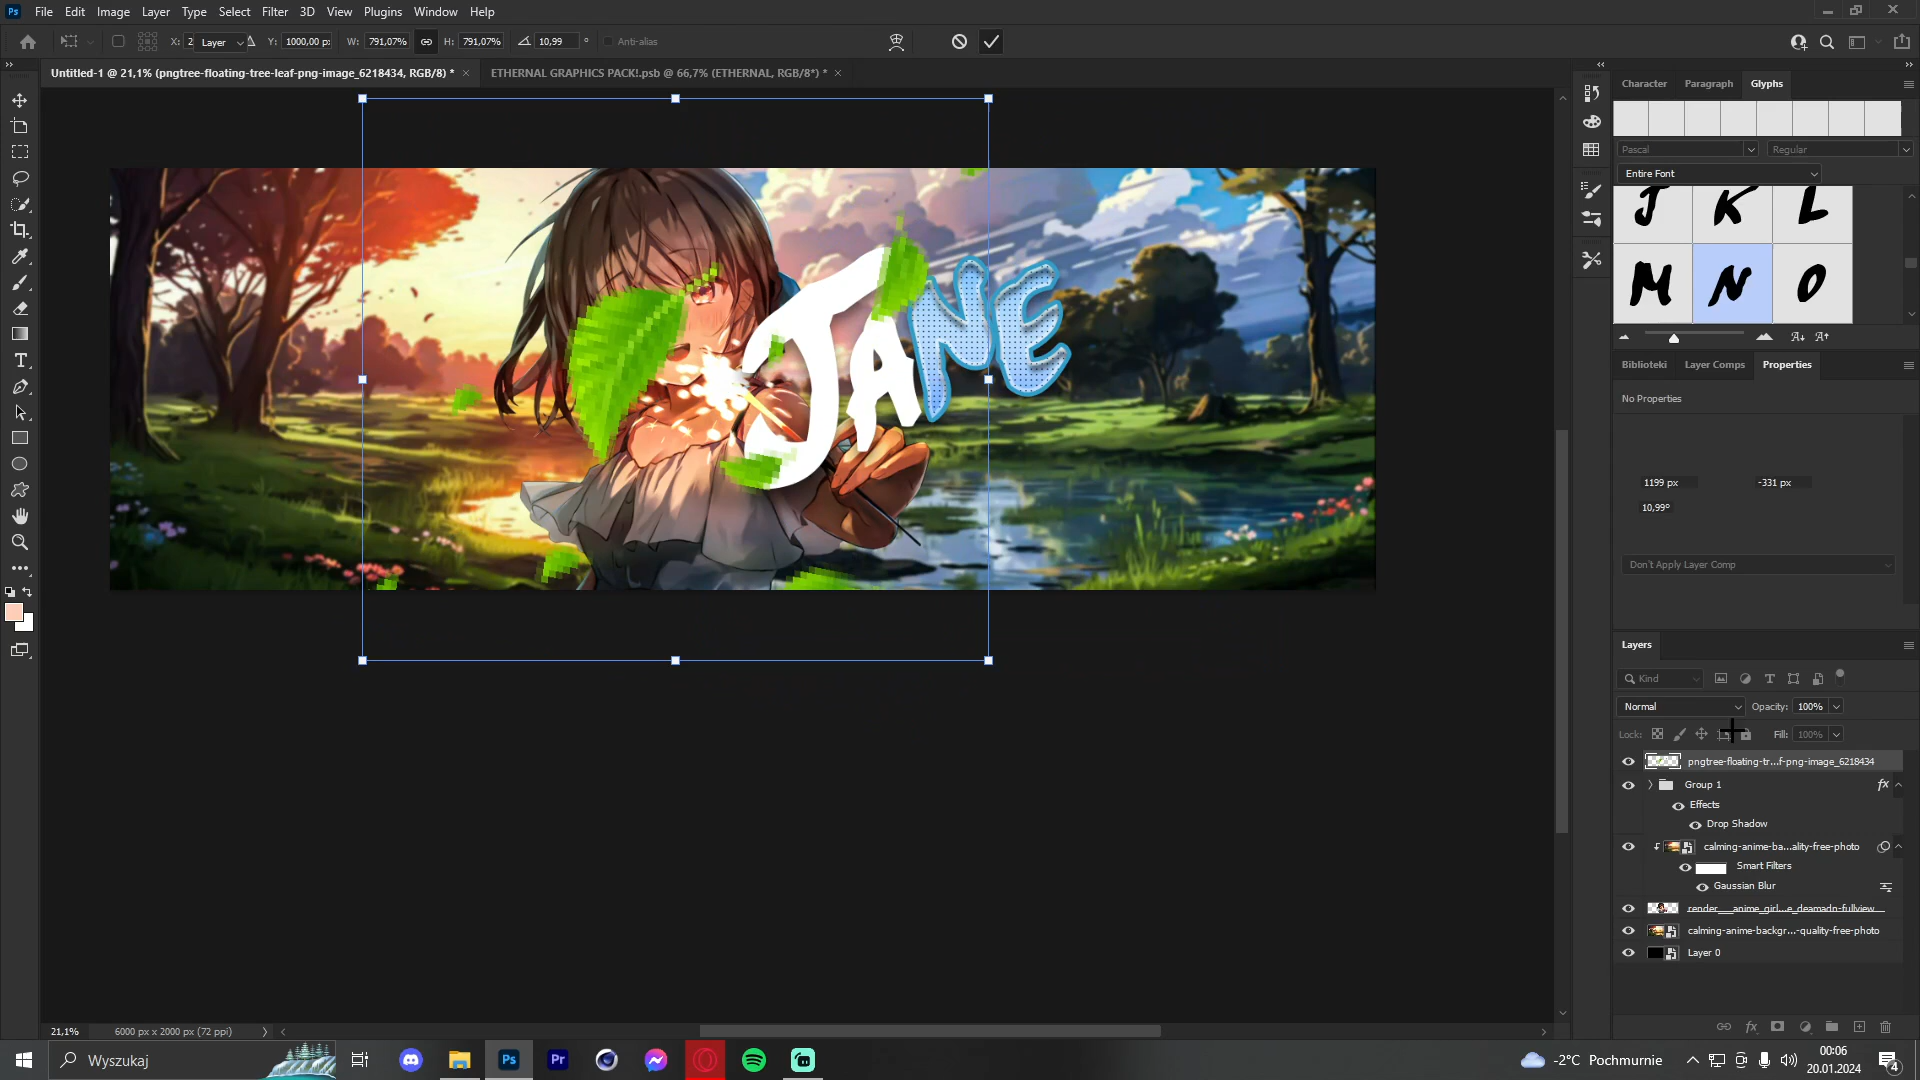 File Edit Image Layer Type Select Filter 3D View Plugins Window Help
X: 2 Layer Y: 1000,00 px W: 791,07% H: 791,07% 10,99 ° Anti-alias
Untitled-1 @ 21,1% (pngtree-floating-tree-leaf-png-image_6218434, RGB/8) * ETHERNAL GRAPHICS PACK!.psb @ 66,7% (ETHERNAL, RGB/8*) *
Character Paragraph Glyphs
Pascal Regular
Entire Font
J K L
M N O
JANE
Biblioteki Layer Comps Properties
No Properties
1199 px -331 px
10,99°
Don't Apply Layer Comp
Layers
Kind
Normal Opacity: 100%
Lock: Fill: 100%
pngtree-floating-tr...f-png-image_6218434
Group 1 fx
Effects
Drop Shadow
calming-anime-ba...ality-free-photo
Smart Filters
Gaussian Blur
render___anime_girl...e_deamadn-fullview
calming-anime-backgr...-quality-free-photo
Layer 0
21,1% 6000 px x 2000 px (72 ppi)
Wyszukaj
-2°C Pochmurnie
00:06
20.01.2024
4